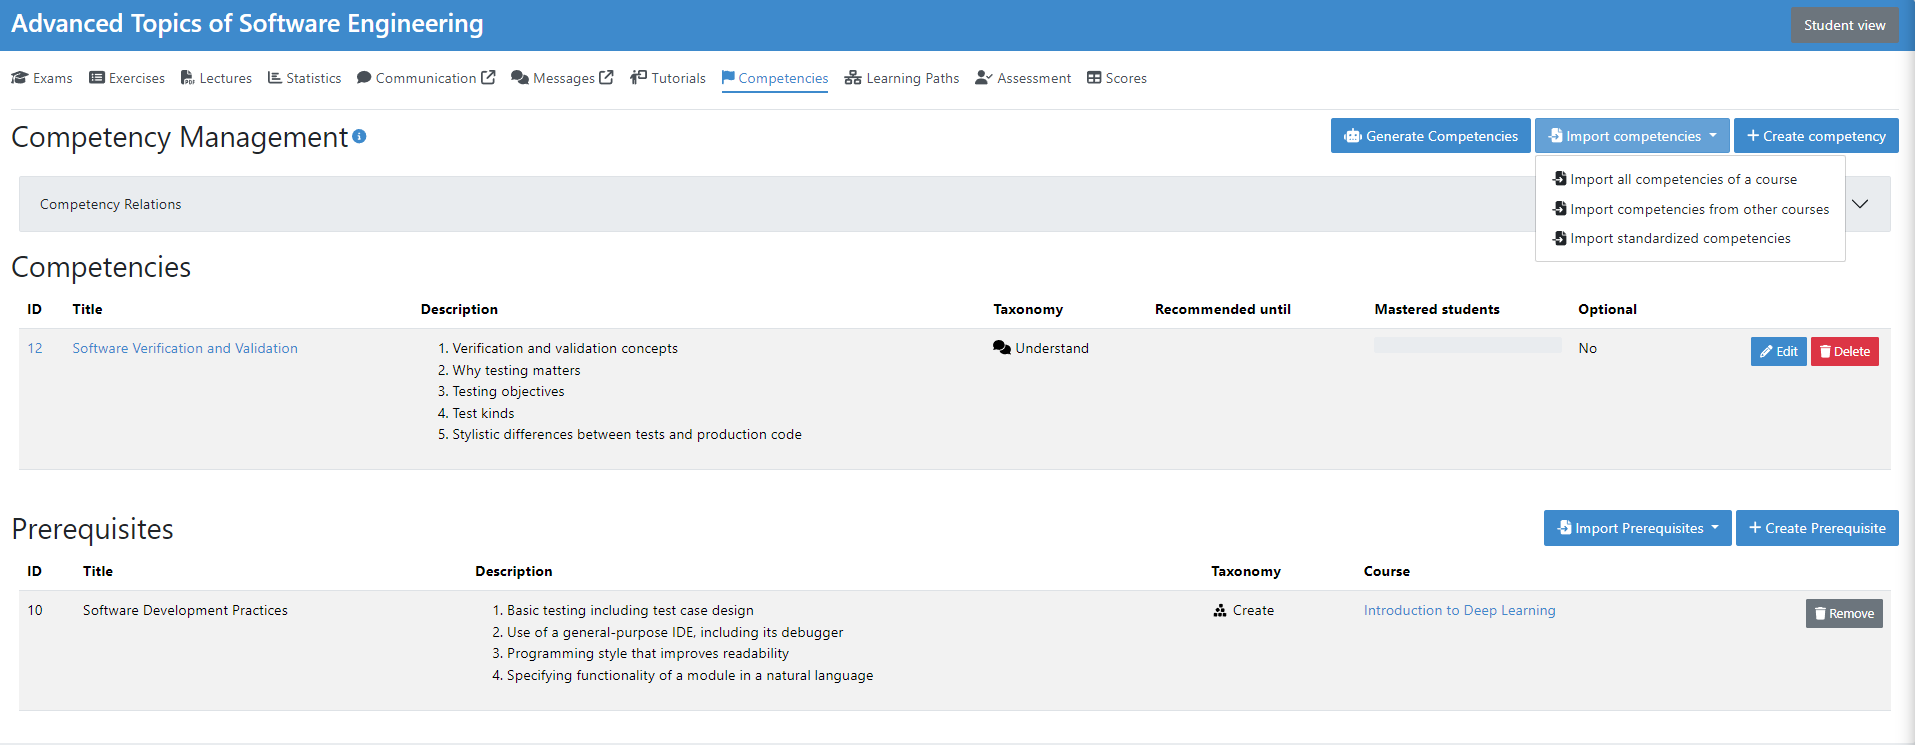 Advanced Topics of Software Engineering
Student view
Exams Exercises Lectures Statistics Communication Messages Tutorials Competencies Learning Paths Assessment Scores
Competency Management
Generate Competencies Import competencies + Create competency
Import all competencies of a course
Import competencies from other courses
Import standardized competencies
Competency Relations
Competencies
ID Title Description Taxonomy Recommended until Mastered students Optional
12 Software Verification and Validation 1. Verification and validation concepts Understand No Edit Delete
2. Why testing matters
3. Testing objectives
4. Test kinds
5. Stylistic differences between tests and production code
Prerequisites
Import Prerequisites + Create Prerequisite
ID Title Description Taxonomy Course
10 Software Development Practices 1. Basic testing including test case design Create Introduction to Deep Learning Remove
2. Use of a general-purpose IDE, including its debugger
3. Programming style that improves readability
4. Specifying functionality of a module in a natural language